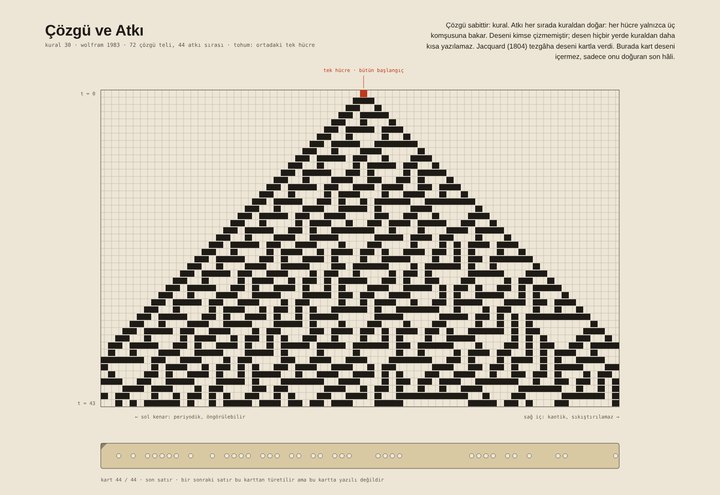 Çözgü ve Atkı
kural 30 · wolfram 1983 · 72 çözgü teli, 44 atkı sırası · tohum: ortadaki tek hücre
Çözgü sabittir: kural. Atkı her sırada kuraldan doğar: her hücre yalnızca üç
komşusuna bakar. Deseni kimse çizmemiştir; desen hiçbir yerde kuraldan daha
kısa yazılamaz. Jacquard (1804) tezgâha deseni kartla verdi. Burada kart deseni
içermez, sadece onu doğuran son hâli.
tek hücre · bütün başlangıç
t = 0
t = 43
← sol kenar: periyodik, öngörülebilir
sağ iç: kaotik, sıkıştırılamaz →
kart 44 / 44 · son satır · bir sonraki satır bu karttan türetilir ama bu kartta yazılı değildir